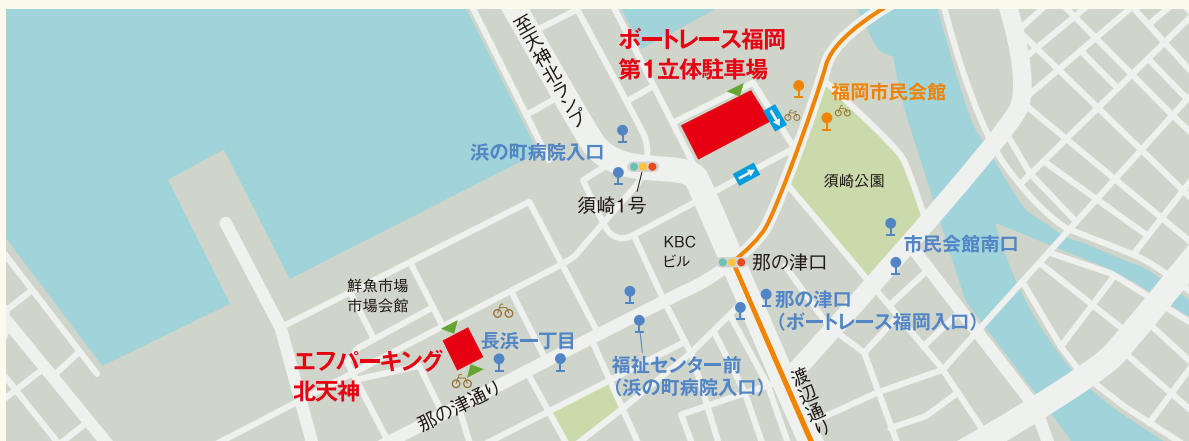 至天神北ランプ
ボートレース福岡
第1立体駐車場
福岡市民会館
浜の町病院入口
須崎1号
須崎公園
KBC
ビル
那の津口
市民会館南口
鮮魚市場
市場会館
那の津口
（ボートレース福岡入口）
エフパーキング
北天神
長浜一丁目
福祉センター前
（浜の町病院入口）
那の津通り
渡辺通り